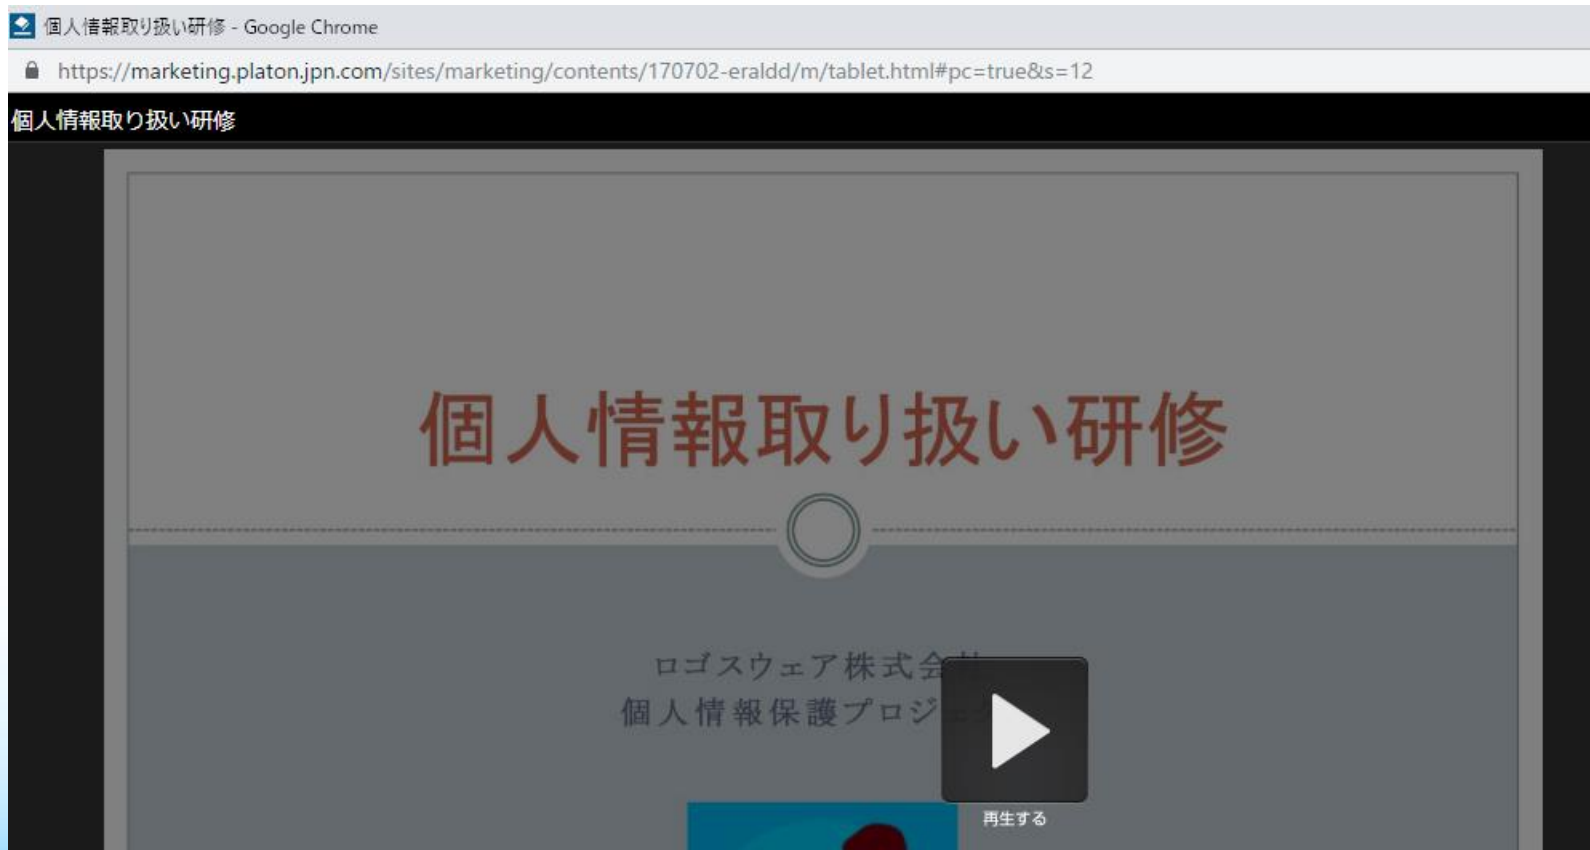 個人情報取り扱い研修 - Google Chrome
https://marketing.platon.jpn.com/sites/marketing/contents/170702-eraldd/m/tablet.html#pc=true&s=12
個人情報取り扱い研修
個人情報取り扱い研修
ロゴスウェア株式会社
個人情報保護プロジェ
再生する